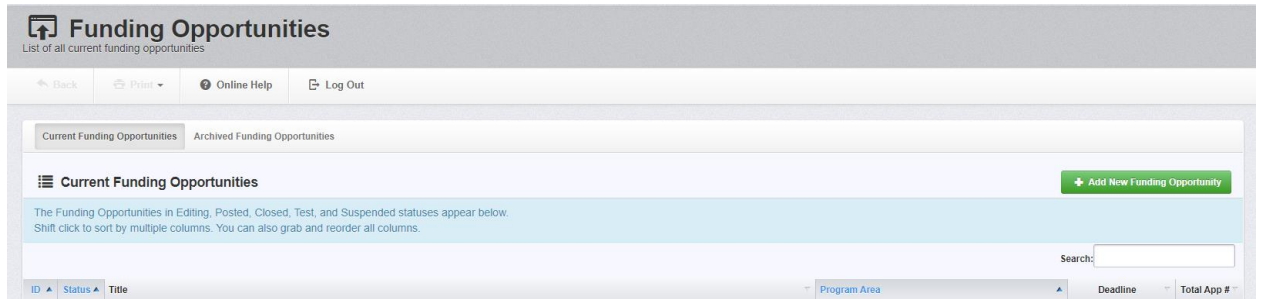 Funding Opportunities
List of all current funding opportunities
Back Print Online Help Log Out
Current Funding Opportunities Archived Funding Opportunities
Current Funding Opportunities Add New Funding Opportunity
The Funding Opportunities in Editing, Posted, Closed, Test, and Suspended statuses appear below.
Shift click to sort by multiple columns. You can also grab and reorder all columns.
Search:
ID Status Title Program Area Deadline Total App #